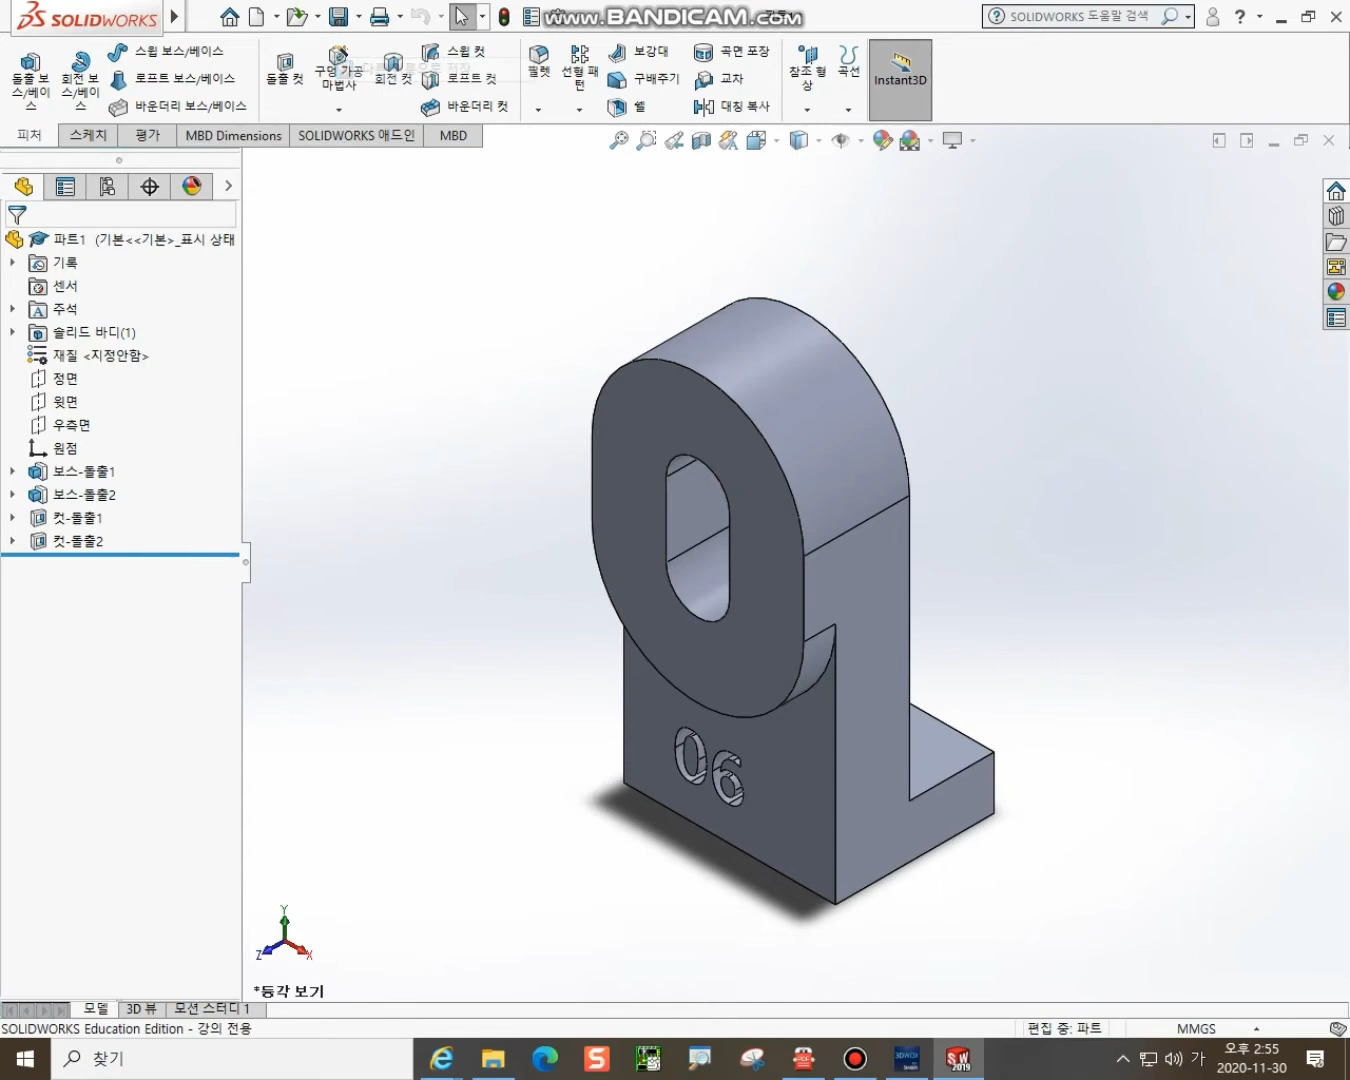 SOLIDWORKS
www.BANDICAM.com
SOLIDWORKS 도움말 검색
돌출 보스/베이스
회전 보스/베이스
스윕 보스/베이스
로프트 보스/베이스
바운더리 보스/베이스
돌출 컷
구멍 가공 마법사
회전 컷
스윕 컷
로프트 컷
바운더리 컷
필렛
선형 패턴
보강대
구배주기
쉘
곡면 포장
교차
대칭 복사
참조 형상
곡선
Instant3D
피처
스케치
평가
MBD Dimensions
SOLIDWORKS 애드인
MBD
파트1 (기본<<기본>_표시 상태
기록
센서
주석
솔리드 바디(1)
재질 <지정안함>
정면
윗면
우측면
원점
보스-돌출1
보스-돌출2
컷-돌출1
컷-돌출2
06
Y
Z
X
*등각 보기
모델
3D 뷰
모션 스터디 1
SOLIDWORKS Education Edition - 강의 전용
편집 중: 파트
MMGS
찾기
가
오후 2:55
2020-11-30